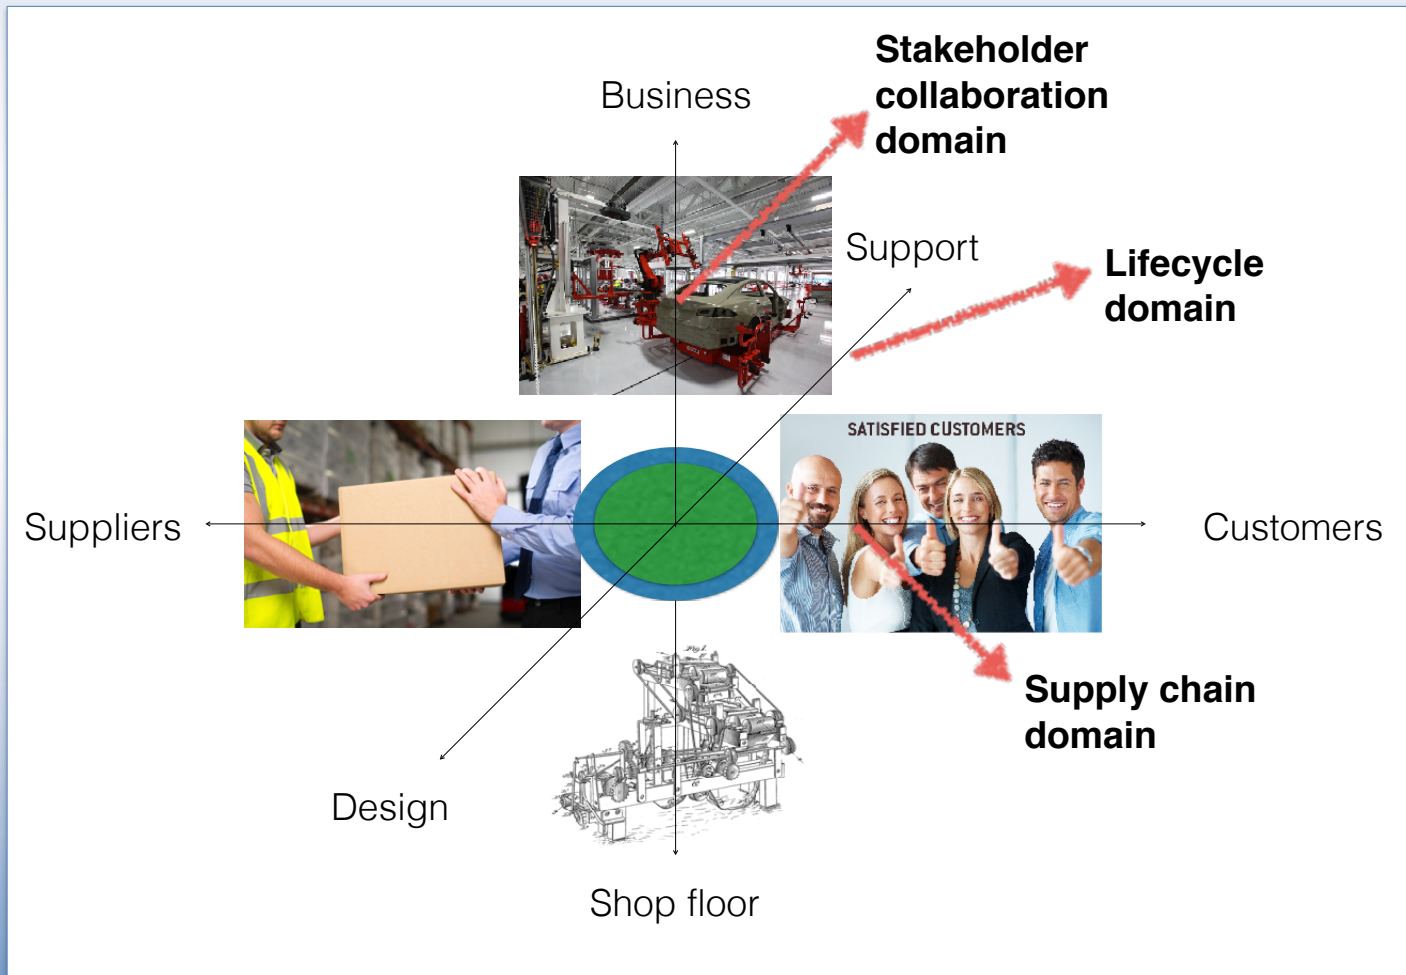 Stakeholder
collaboration
domain
Business
Support
Lifecycle
domain
SATISFIED CUSTOMERS
Suppliers
Customers
Supply chain
domain
Design
Shop floor